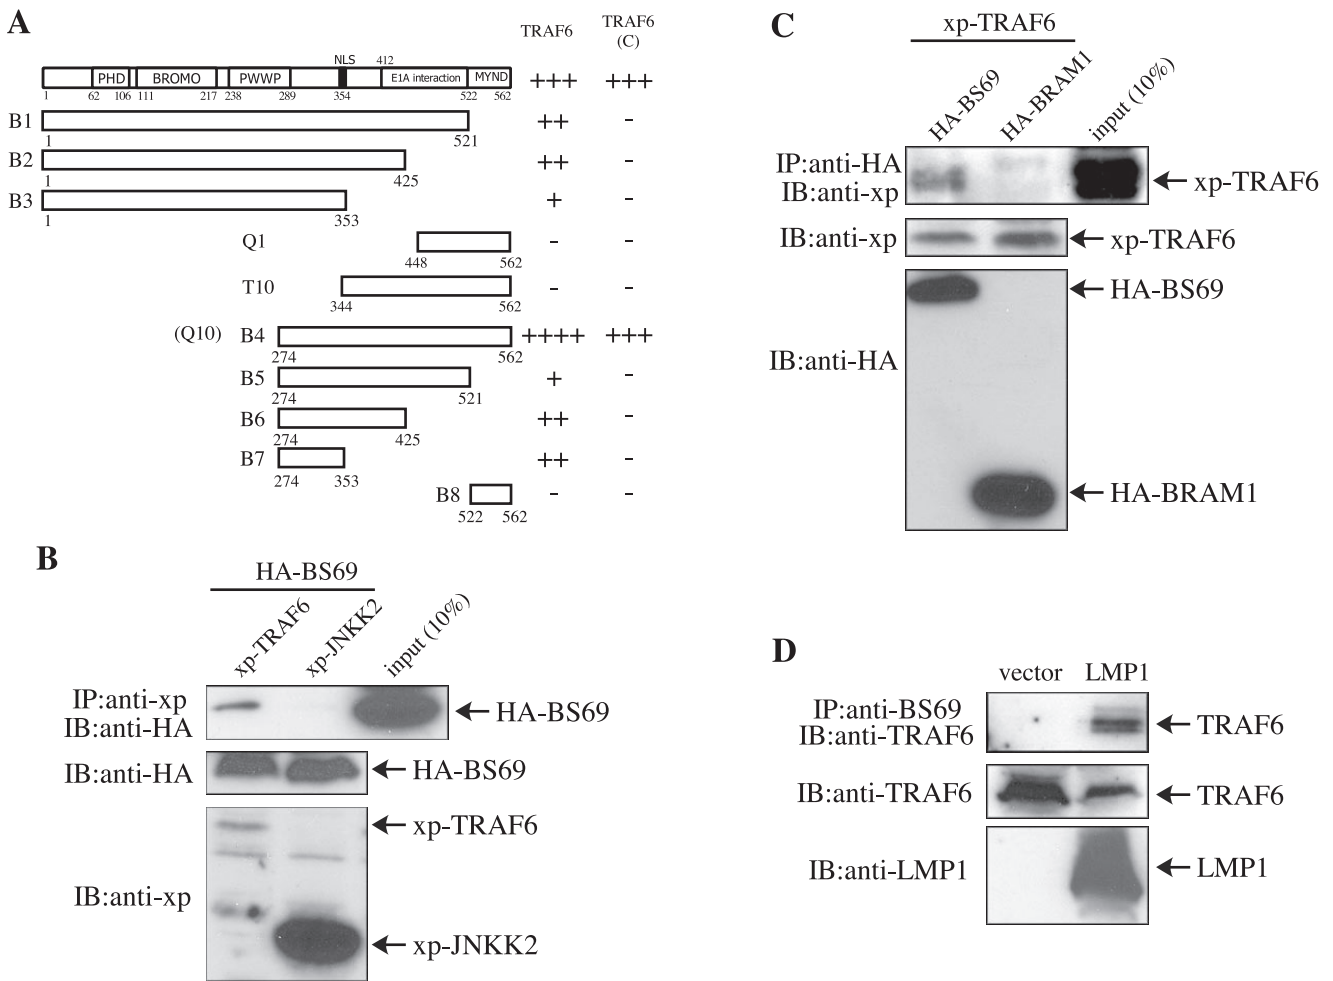 A
TRAF6 TRAF6 (C)
NLS 412
PHD BROMO PWWP E1A interaction MYND +++ +++
1 62 106 111 217 238 289 354 522 562
B1 ++ -
1 521
B2 ++ -
1 425
B3 + -
1 353
Q1 - -
448 562
T10 - -
344 562
(Q10) B4 ++++ +++
274 562
B5 + -
274 521
B6 ++ -
274 425
B7 ++ -
274 353
B8 - -
522 562
B
HA-BS69
xp-TRAF6 xp-JNKK2 input (10%)
IP:anti-xp
IB:anti-HA
HA-BS69
IB:anti-HA HA-BS69
xp-TRAF6
IB:anti-xp
xp-JNKK2
C
xp-TRAF6
HA-BS69 HA-BRAM1 input (10%)
IP:anti-HA
IB:anti-xp
xp-TRAF6
IB:anti-xp xp-TRAF6
HA-BS69
IB:anti-HA
HA-BRAM1
D
vector LMP1
IP:anti-BS69
IB:anti-TRAF6
TRAF6
IB:anti-TRAF6 TRAF6
IB:anti-LMP1 LMP1